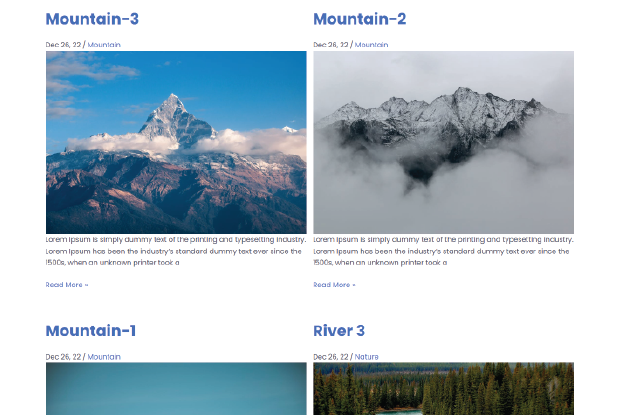 Mountain-3
Dec 26, 22 / Mountain
Lorem Ipsum is simply dummy text of the printing and typesetting industry.
Lorem Ipsum has been the industry's standard dummy text ever since the
1500s, when an unknown printer took a
Read More »
Mountain-2
Dec 26, 22 / Mountain
Lorem Ipsum is simply dummy text of the printing and typesetting industry.
Lorem Ipsum has been the industry's standard dummy text ever since the
1500s, when an unknown printer took a
Read More »
Mountain-1
Dec 26, 22 / Mountain
River 3
Dec 26, 22 / Nature